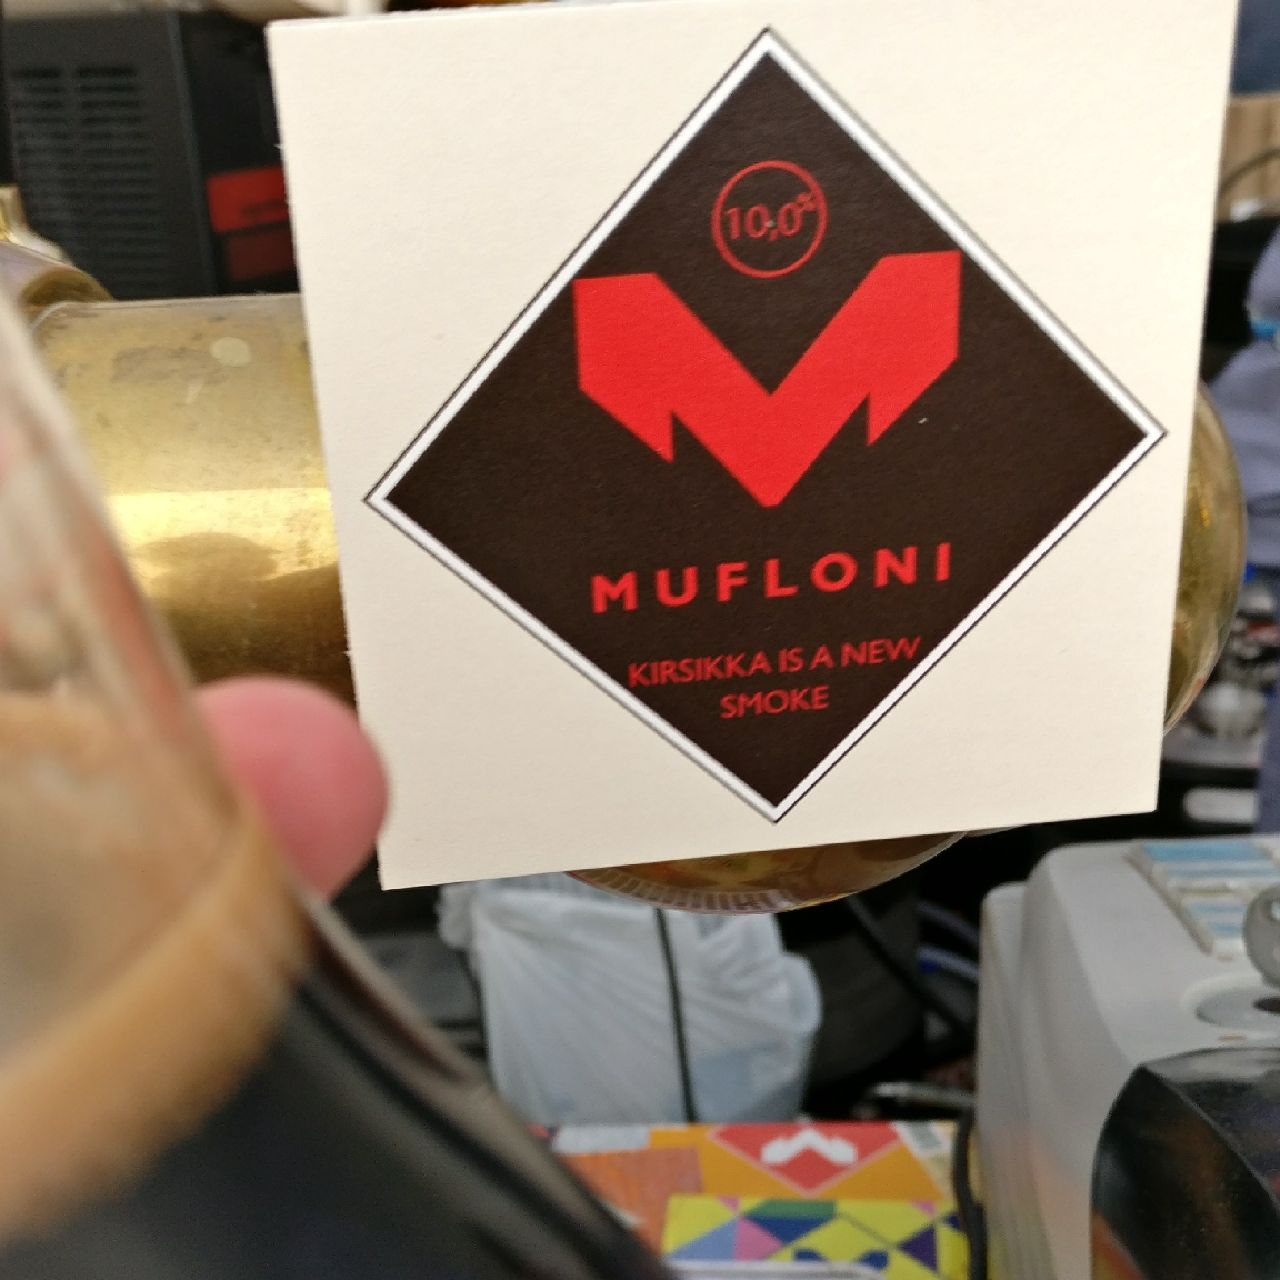 10,0%
MUFLONI
KIRSIKKA IS A NEW
SMOKE